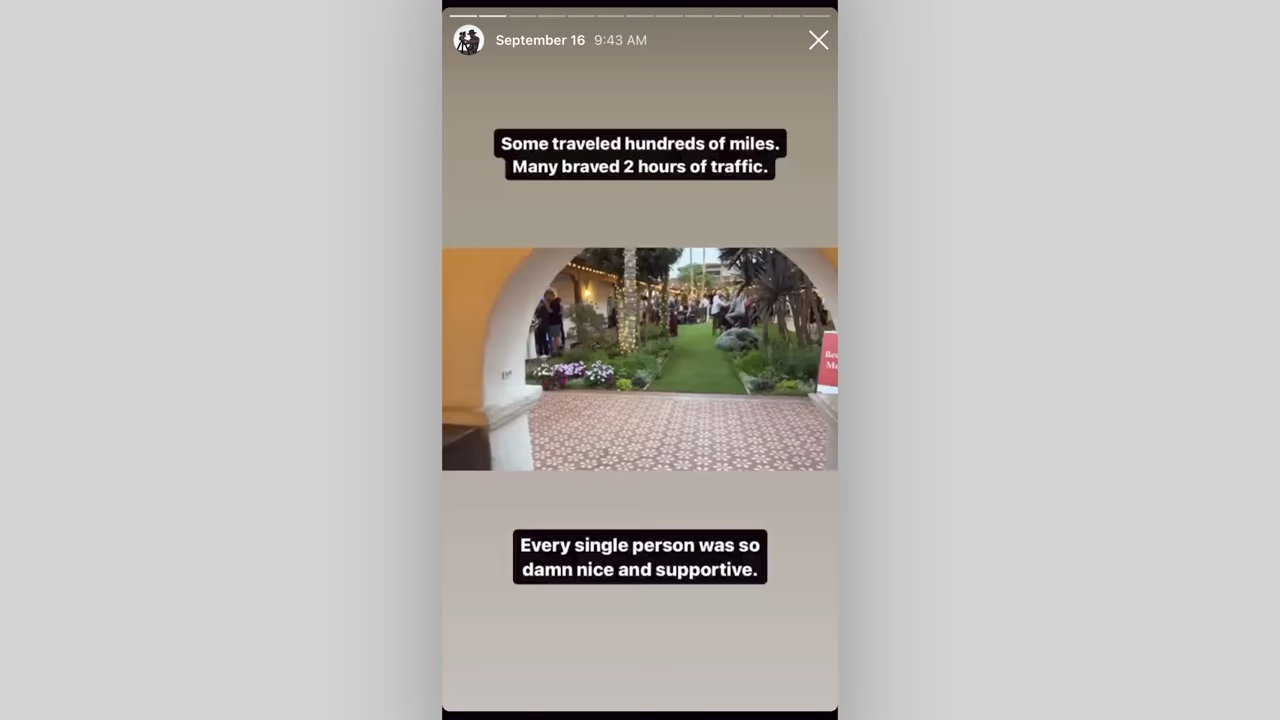 September 16 9:43 AM
Some traveled hundreds of miles.
Many braved 2 hours of traffic.
Every single person was so
damn nice and supportive.